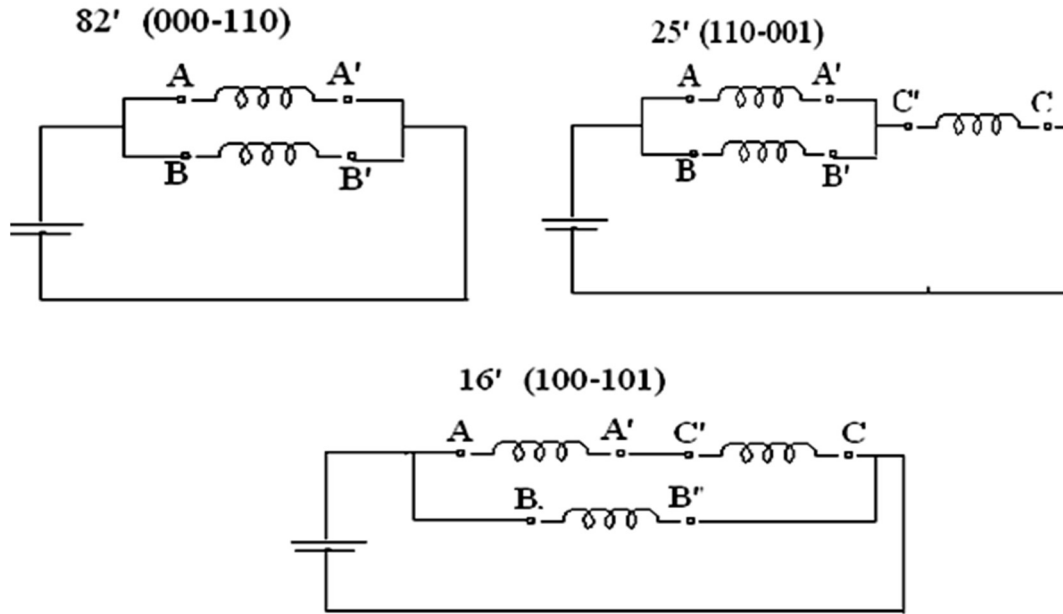 82' (000-110)
A A'
B B'
25' (110-001)
A A'
C' C
B B'
16' (100-101)
A A' C' C
B. B'